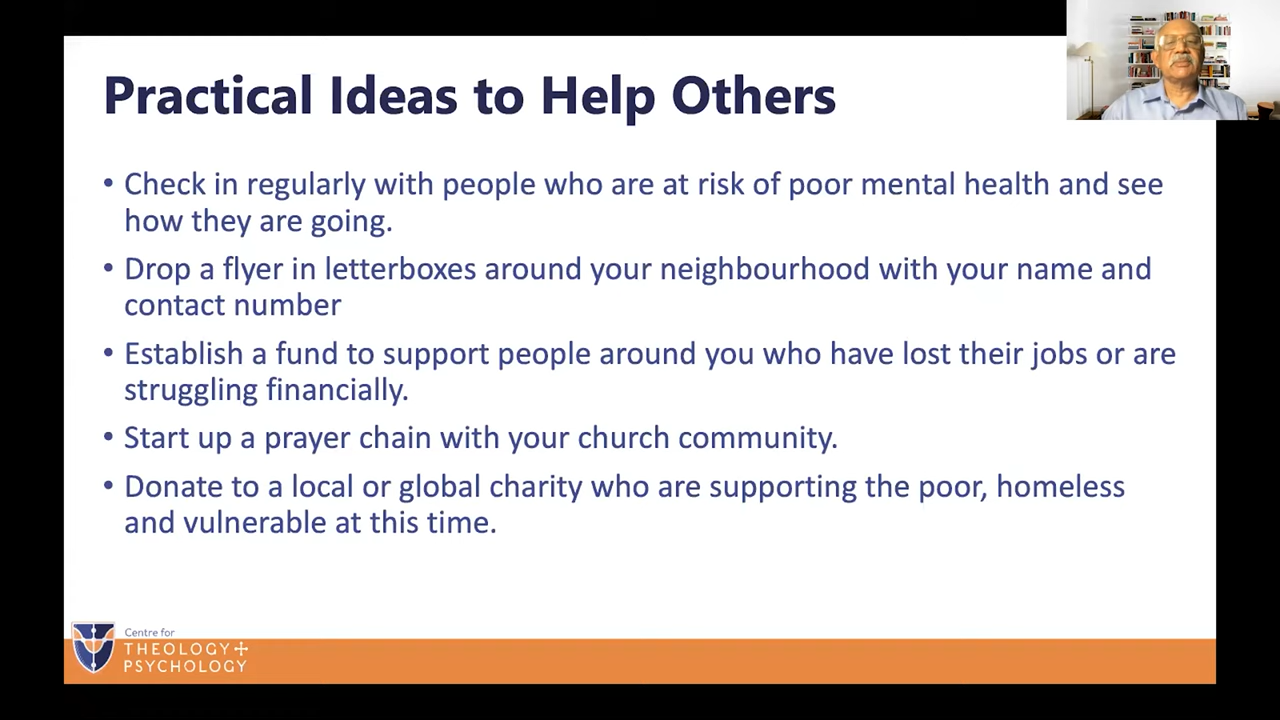 Practical Ideas to Help Others
• Check in regularly with people who are at risk of poor mental health and see
how they are going.
• Drop a flyer in letterboxes around your neighbourhood with your name and
contact number
• Establish a fund to support people around you who have lost their jobs or are
struggling financially.
• Start up a prayer chain with your church community.
• Donate to a local or global charity who are supporting the poor, homeless
and vulnerable at this time.
Centre for
THEOLOGY+
PSYCHOLOGY